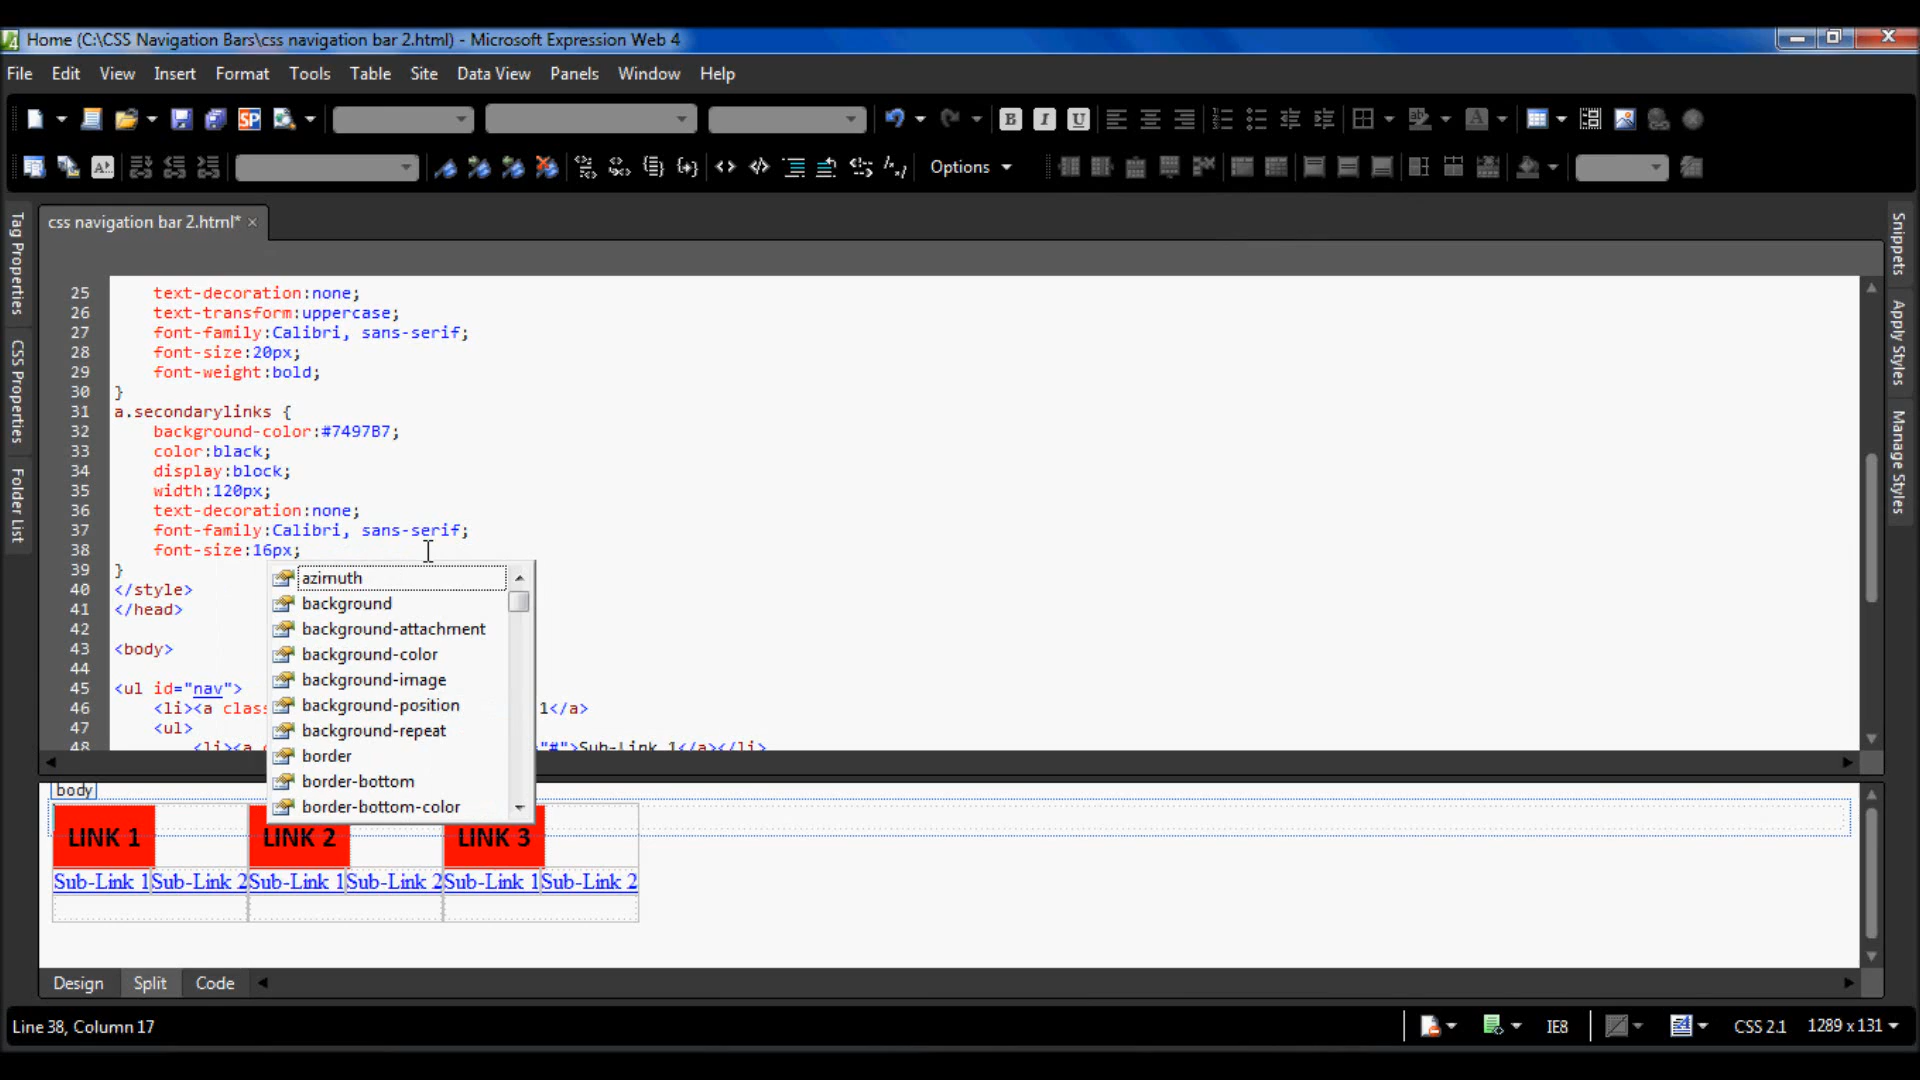 Home (C:\CSS Navigation Bars\css navigation bar 2.html) - Microsoft Expression Web 4
File Edit View Insert Format Tools Table Site Data View Panels Window Help
Options
css navigation bar 2.html*
Tag Properties
CSS Properties
Folder List
25 text-decoration:none;
26 text-transform:uppercase;
27 font-family:Calibri, sans-serif;
28 font-size:20px;
29 font-weight:bold;
30 }
31 a.secondarylinks {
32 background-color:#7497B7;
33 color:black;
34 display:block;
35 width:120px;
36 text-decoration:none;
37 font-family:Calibri, sans-serif;
38 font-size:16px;
39 }
40 </style>
41 </head>
42
43 <body>
44
45 <ul id="nav">
46 <li><a class 1</a>
47 <ul>
48 <li><a ="#">Sub-Link 1</a></li>
azimuth
background
background-attachment
background-color
background-image
background-position
background-repeat
border
border-bottom
border-bottom-color
Snippets
Apply Styles
Manage Styles
body
LINK 1 LINK 2 LINK 3
Sub-Link 1 Sub-Link 2 Sub-Link 1 Sub-Link 2 Sub-Link 1 Sub-Link 2
Design Split Code
Line 38, Column 17
IE8 CSS 2.1 1289 x 131